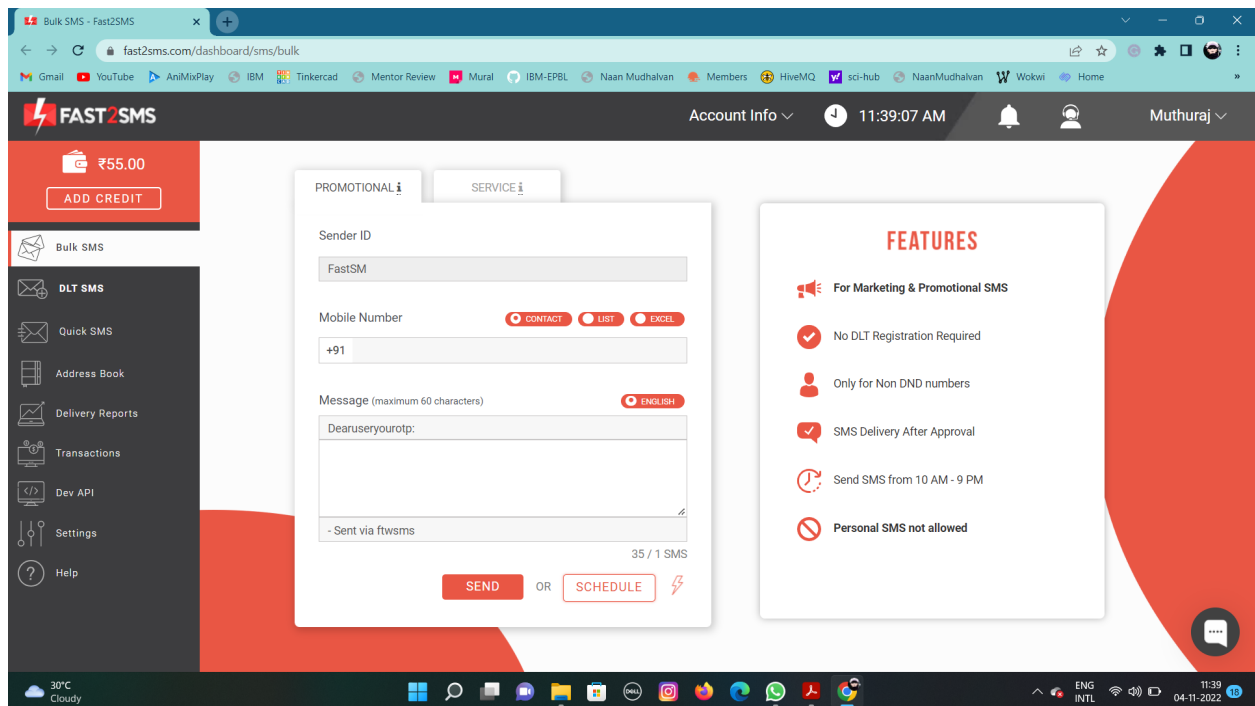 Bulk SMS - Fast2SMS
fast2sms.com/dashboard/sms/bulk
Gmail YouTube AniMixPlay IBM Tinkercad Mentor Review Mural IBM-EPBL Naan Mudhalvan Members HiveMQ sci-hub NaanMudhalvan Wokwi Home »
FAST2SMS Account Info 11:39:07 AM Muthuraj
₹55.00
ADD CREDIT
Bulk SMS
DLT SMS
Quick SMS
Address Book
Delivery Reports
Transactions
Dev API
Settings
Help
PROMOTIONAL i SERVICE i
Sender ID
FastSM
Mobile Number CONTACT LIST EXCEL
+91
Message (maximum 60 characters) ENGLISH
Dearuseryourotp:
- Sent via ftwsms
35 / 1 SMS
SEND OR SCHEDULE
FEATURES
For Marketing & Promotional SMS
No DLT Registration Required
Only for Non DND numbers
SMS Delivery After Approval
Send SMS from 10 AM - 9 PM
Personal SMS not allowed
30°C
Cloudy
DELL
ENG
INTL
11:39
04-11-2022
18